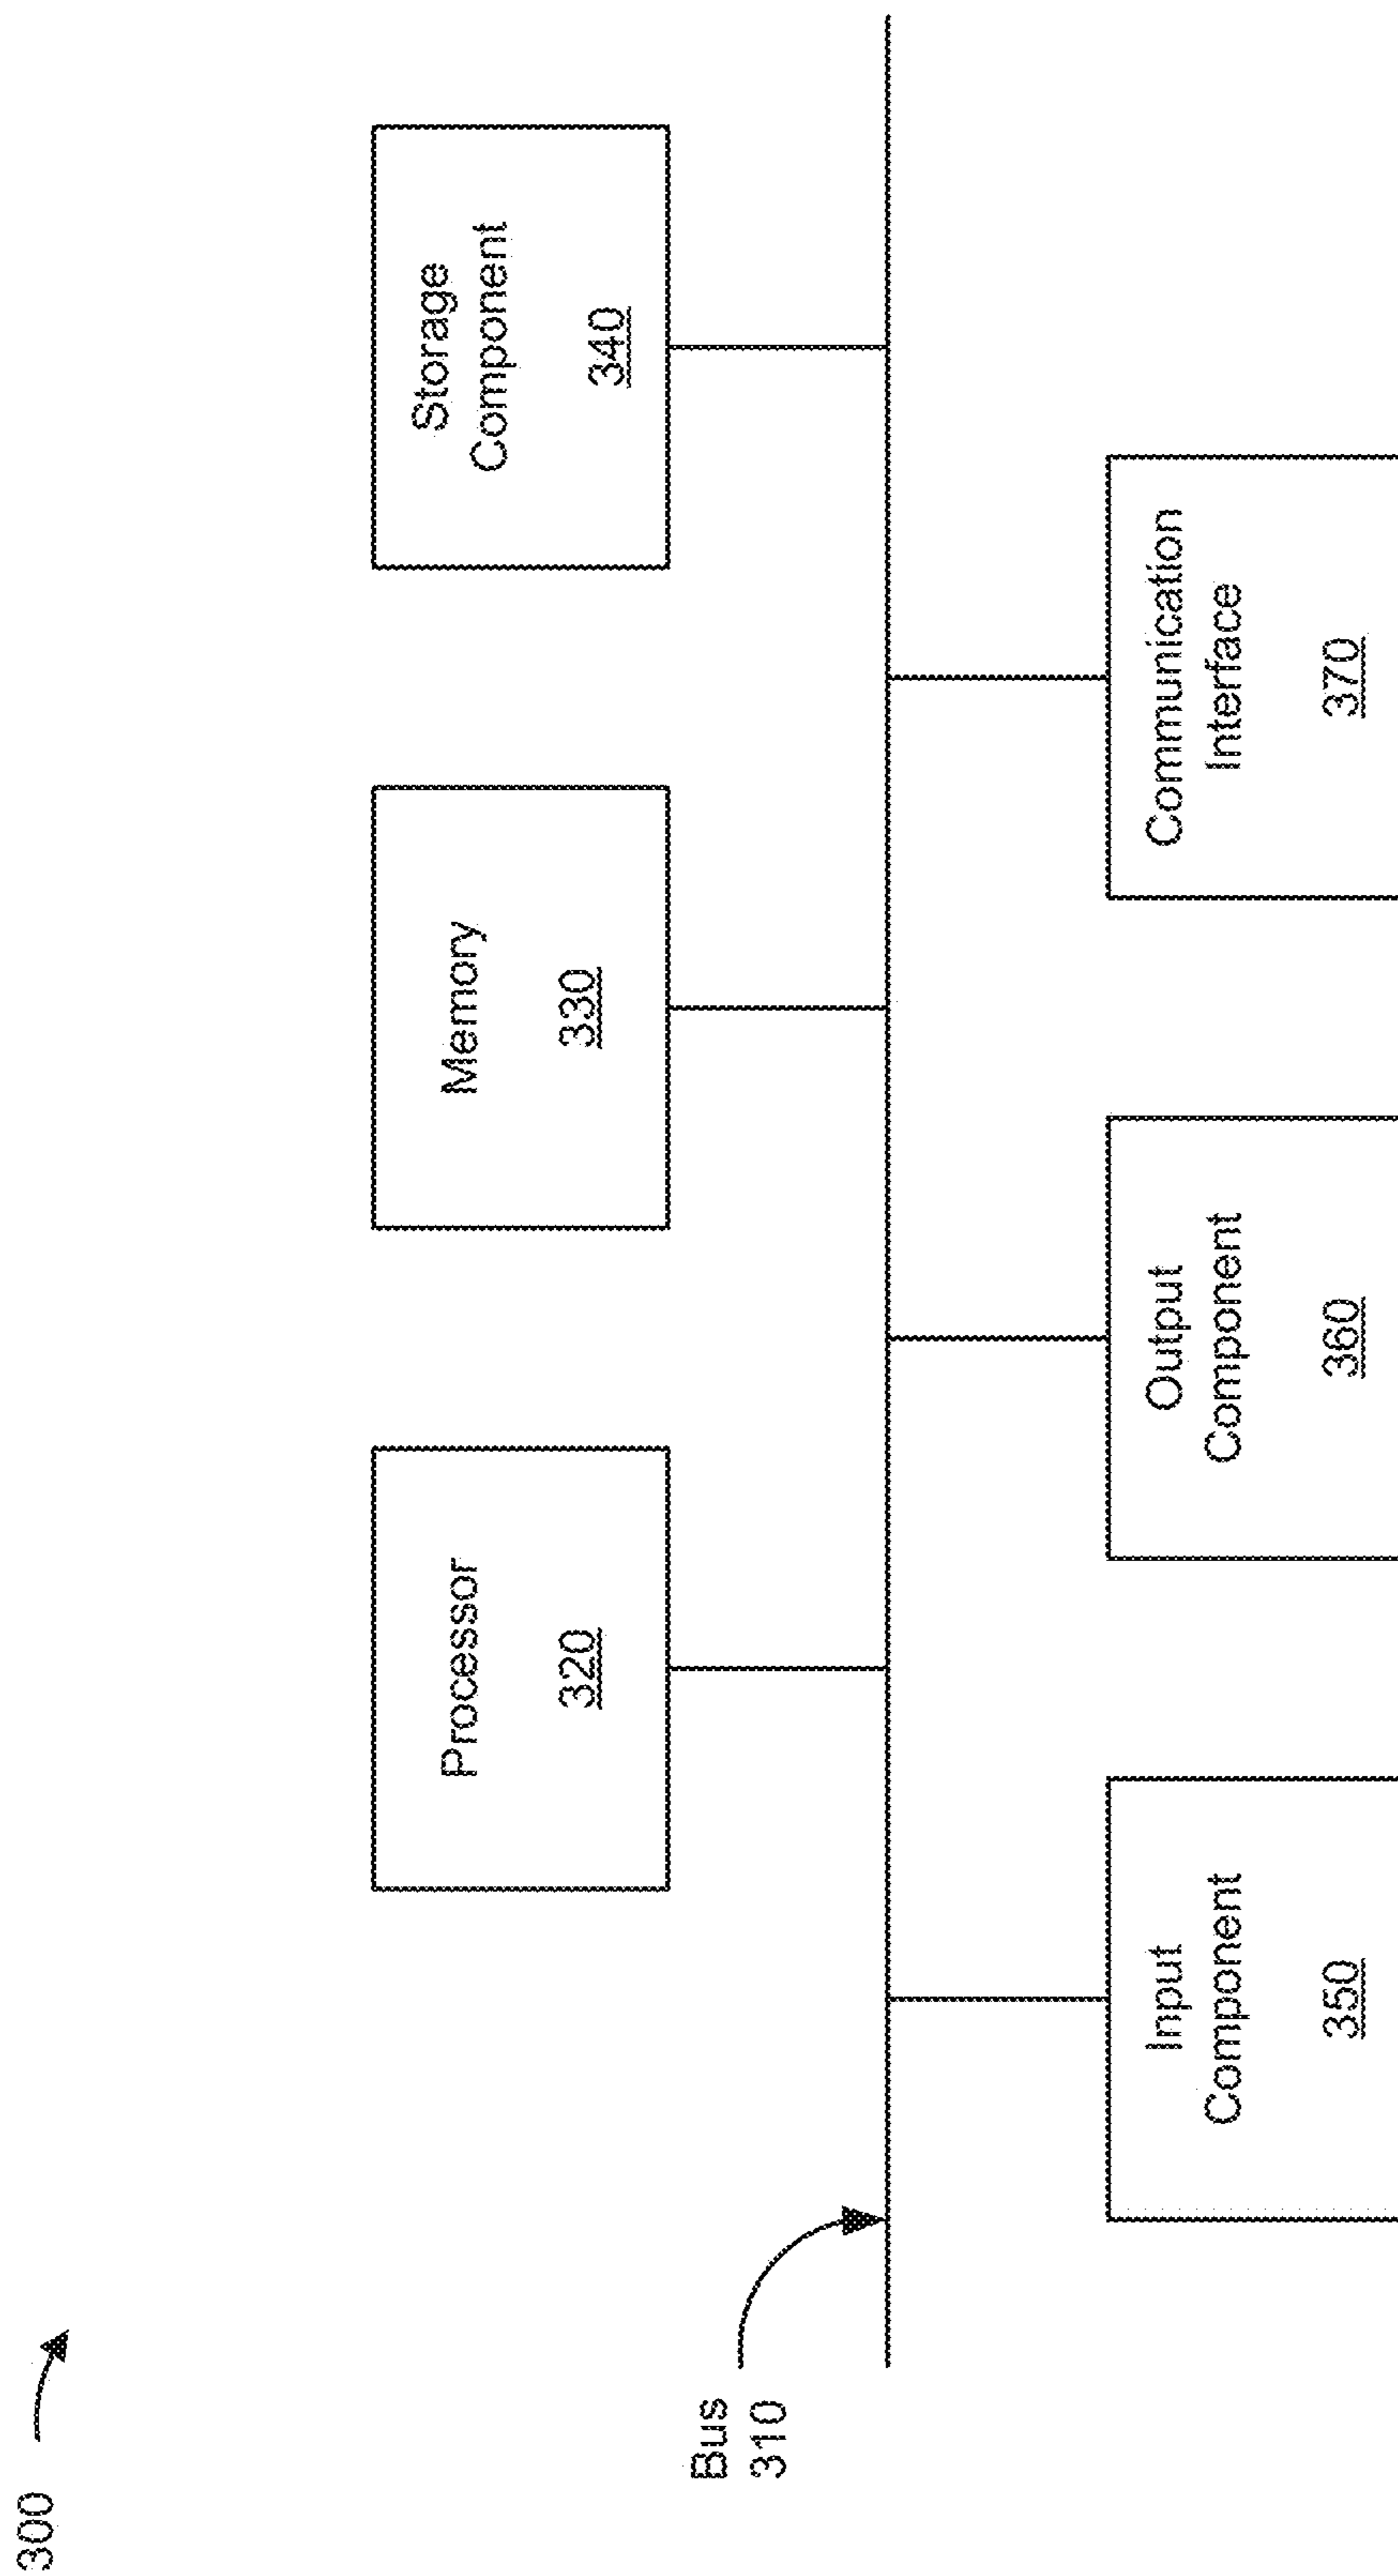 300
Processor
320
Memory
330
Storage
Component
340
Bus
310
Input
Component
350
Output
Component
360
Communication
Interface
370